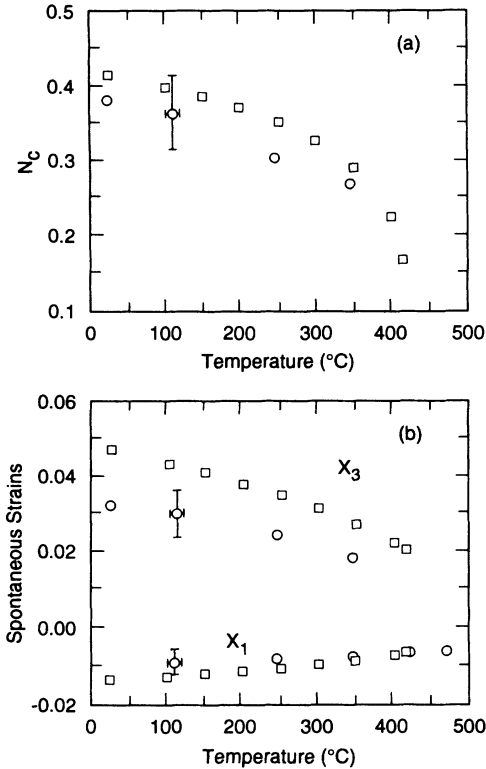 0.5
(a)
0.4
0.3
N_C
0.2
0.1
0 100 200 300 400 500
Temperature (°C)
0.06
(b)
X_3
0.04
0.02
Spontaneous Strains
0.00
X_1
-0.02
0 100 200 300 400 500
Temperature (°C)